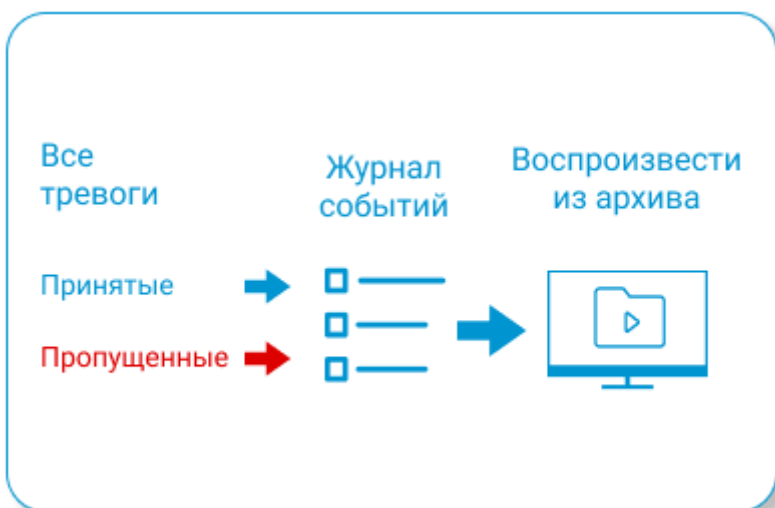 Все
тревоги
Журнал
событий
Воспроизвести
из архива
Принятые
Пропущенные